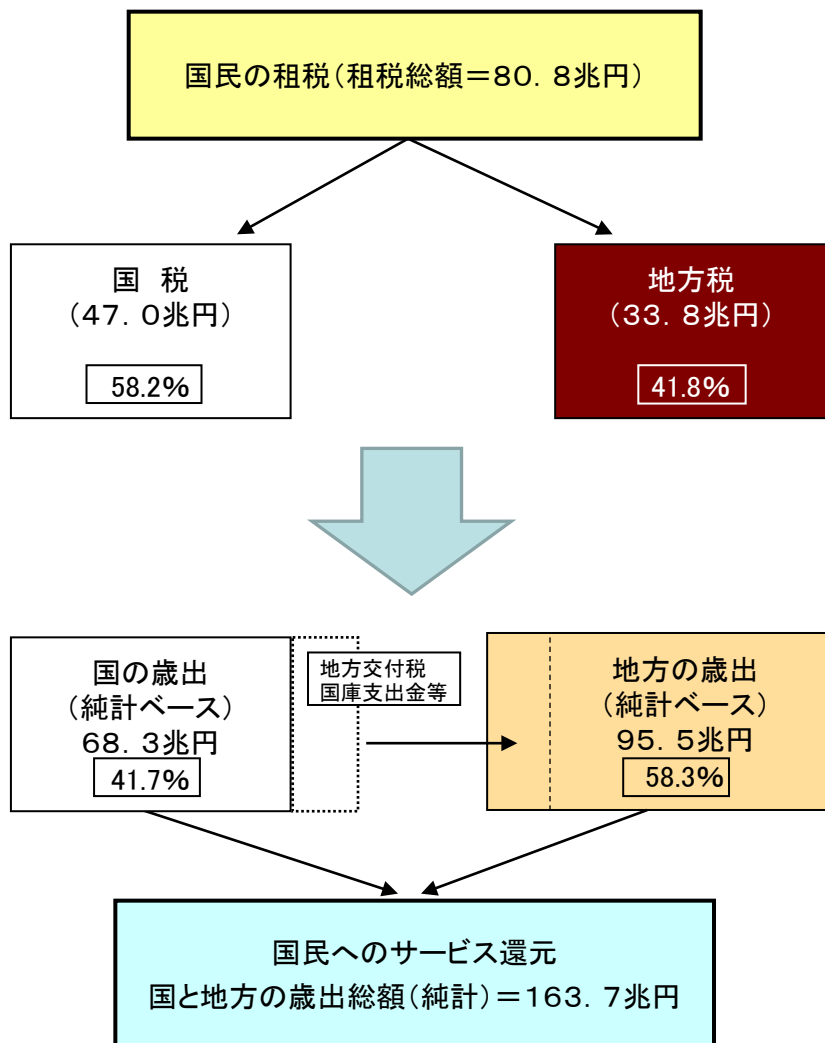 国民の租税(租税総額=80．8兆円)
国　税
(47．0兆円)
58.2%
地方税
(33．8兆円)
41.8%
国の歳出
(純計ベース)
68．3兆円
41.7%
地方交付税
国庫支出金等
地方の歳出
(純計ベース)
95．5兆円
58.3%
国民へのサービス還元
国と地方の歳出総額(純計)=163．7兆円